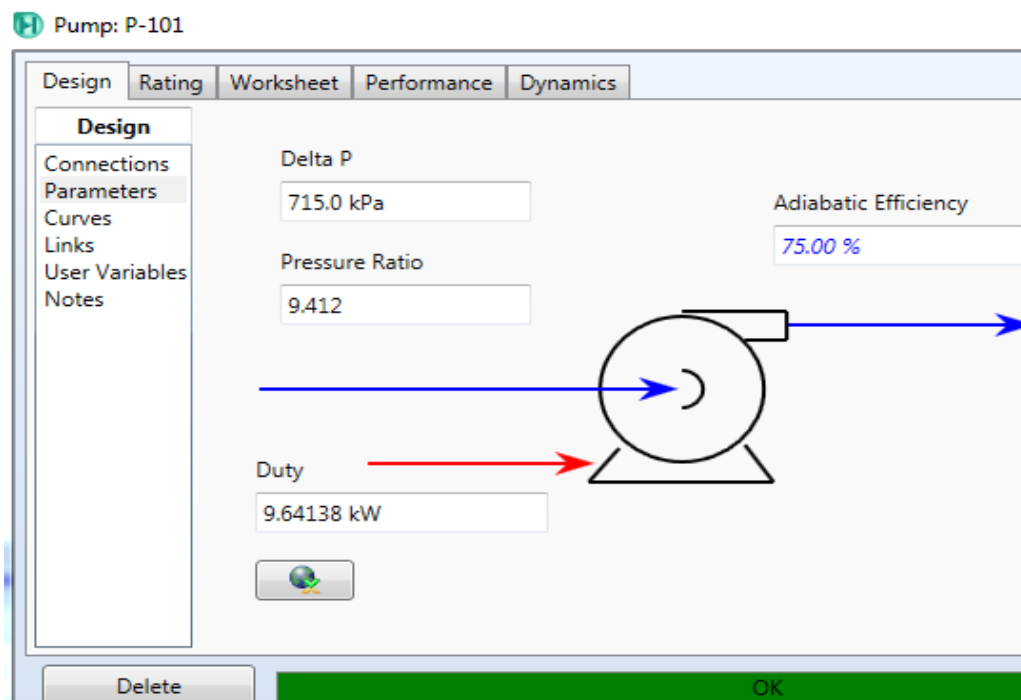 Pump: P-101
Design
Rating
Worksheet
Performance
Dynamics
Design
Connections
Parameters
Curves
Links
User Variables
Notes
Delta P
715.0 kPa
Pressure Ratio
9.412
Adiabatic Efficiency
75.00 %
Duty
9.64138 kW
Delete
OK